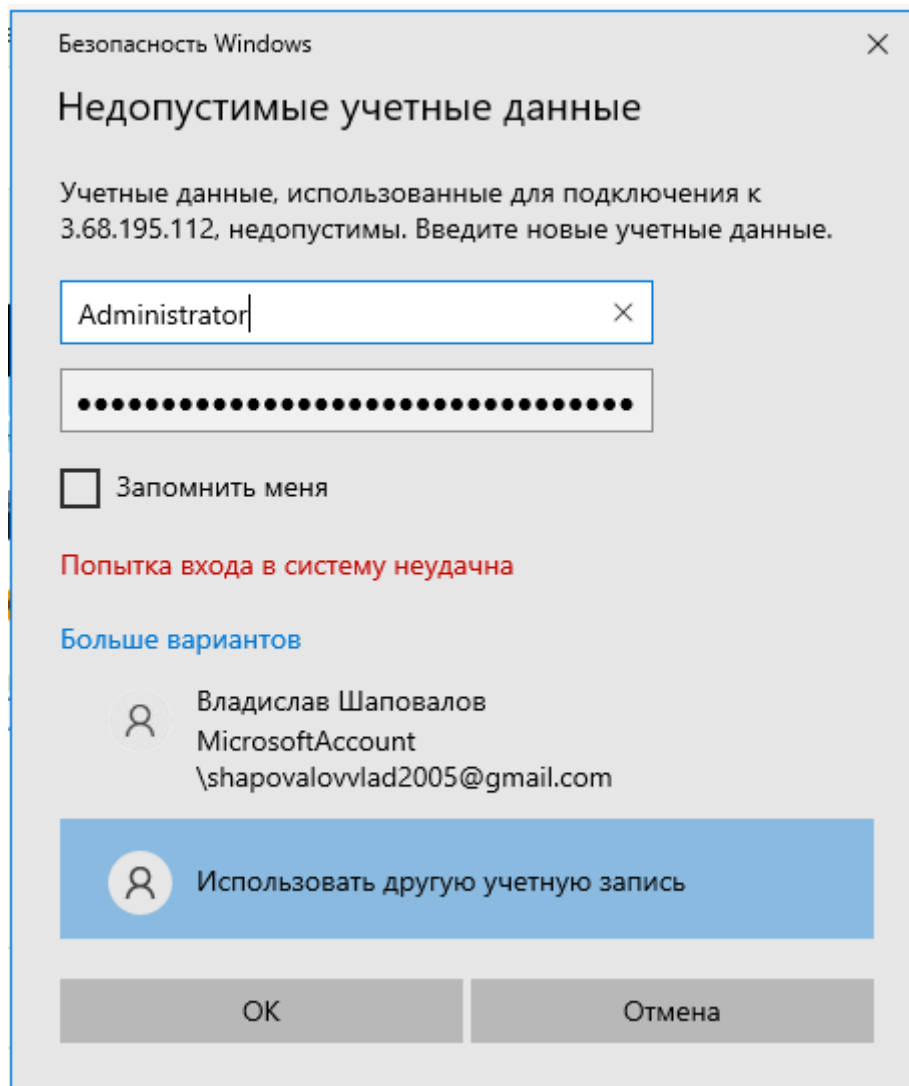 Безопасность Windows
Недопустимые учетные данные
Учетные данные, использованные для подключения к
3.68.195.112, недопустимы. Введите новые учетные данные.
Administrator
●●●●●●●●●●●●●●●●●●●●●●●●●●●●●●●●●
Запомнить меня
Попытка входа в систему неудачна
Больше вариантов
Владислав Шаповалов
MicrosoftAccount
\shapovalovvlad2005@gmail.com
Использовать другую учетную запись
ОК
Отмена